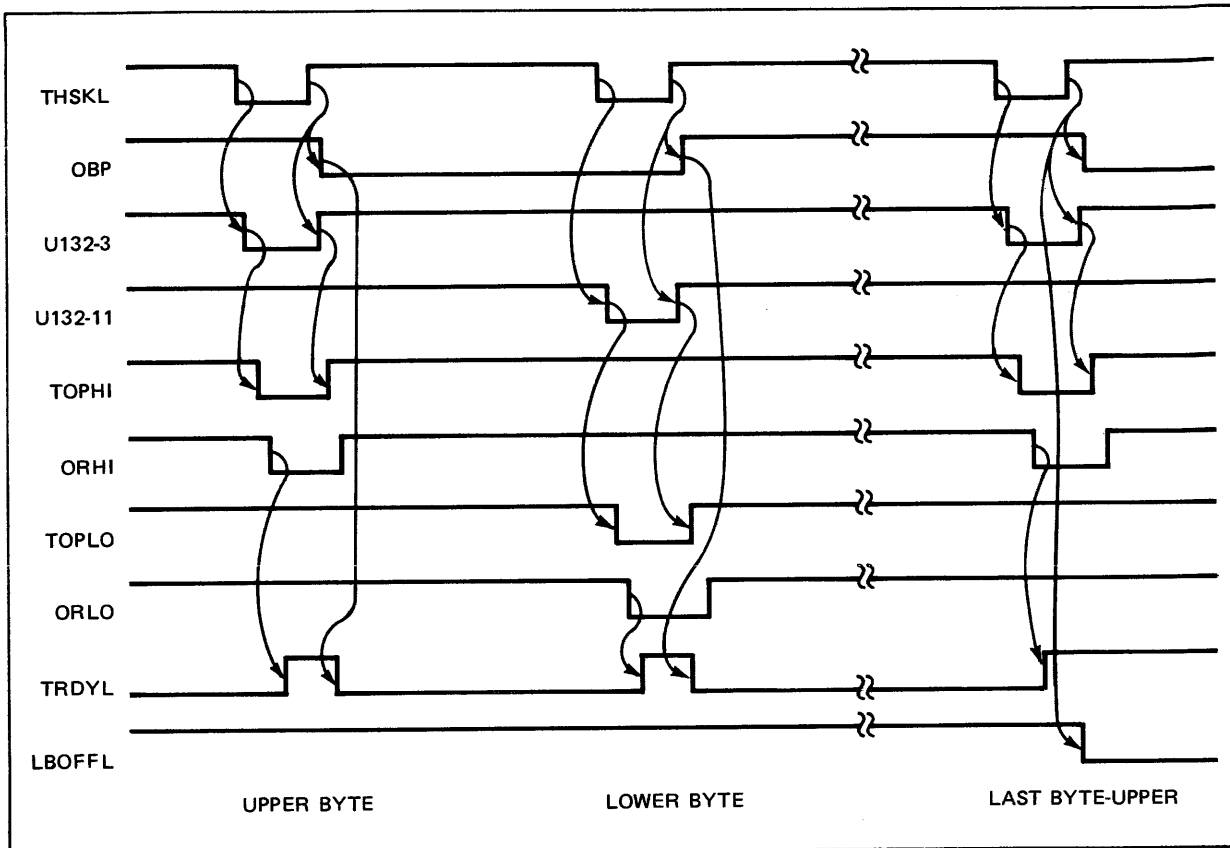 THSKL
OBP
U132-3
U132-11
TOPHI
ORHI
TOPLO
ORLO
TRDYL
LBOFFL
UPPER BYTE LOWER BYTE LAST BYTE-UPPER